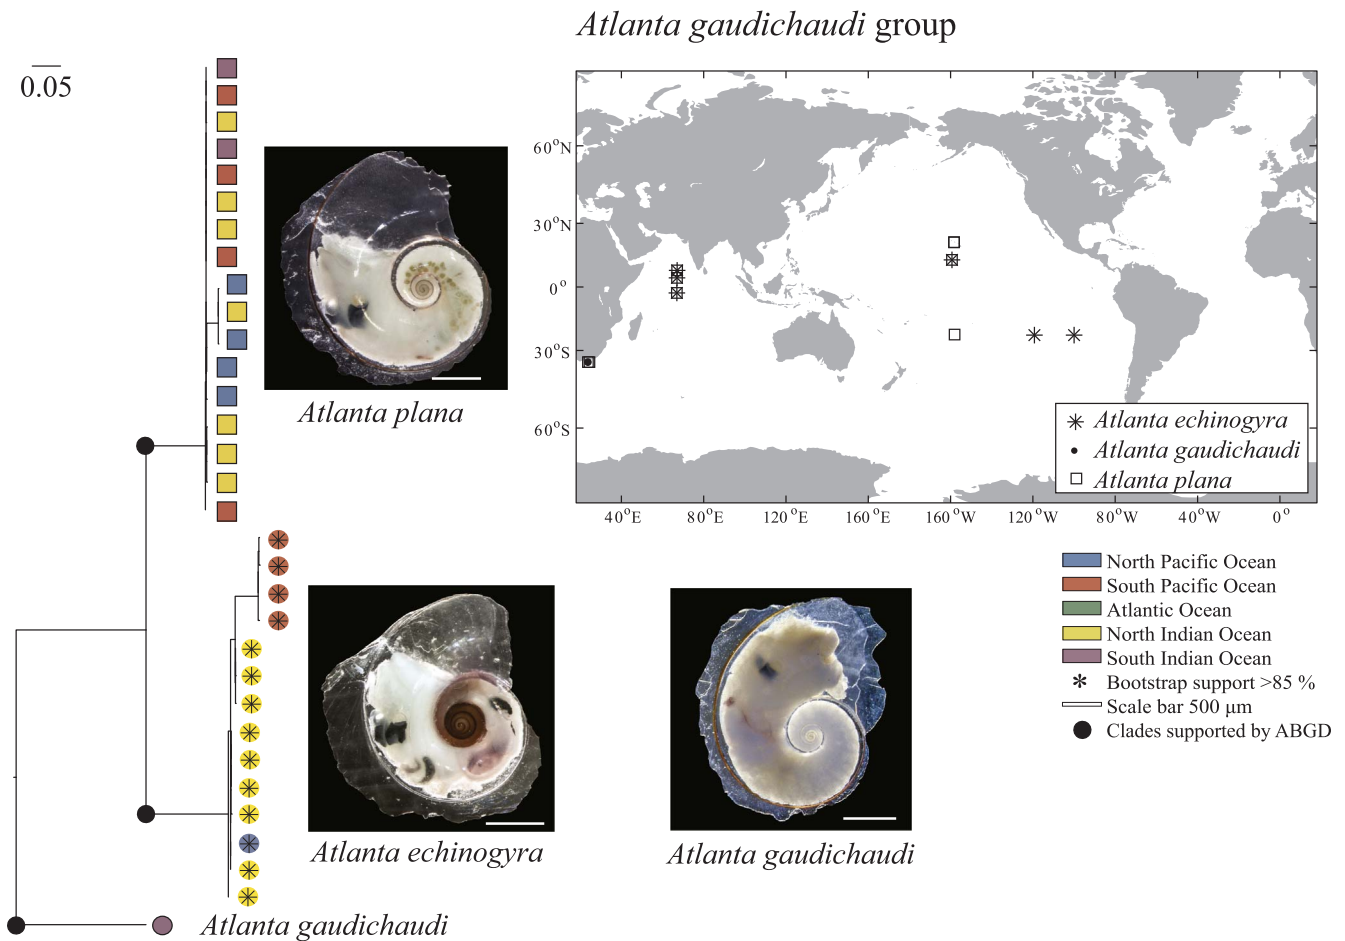 Atlanta gaudichaudi group
0.05
60°N
30°N
0°
30°S
60°S
Atlanta echinogyra
Atlanta gaudichaudi
Atlanta plana
40°E
80°E
120°E
160°E
160°W
120°W
80°W
40°W
0°
Atlanta plana
North Pacific Ocean
South Pacific Ocean
Atlantic Ocean
North Indian Ocean
South Indian Ocean
Bootstrap support >85 %
Scale bar 500 μm
Clades supported by ABGD
Atlanta echinogyra
Atlanta gaudichaudi
Atlanta gaudichaudi